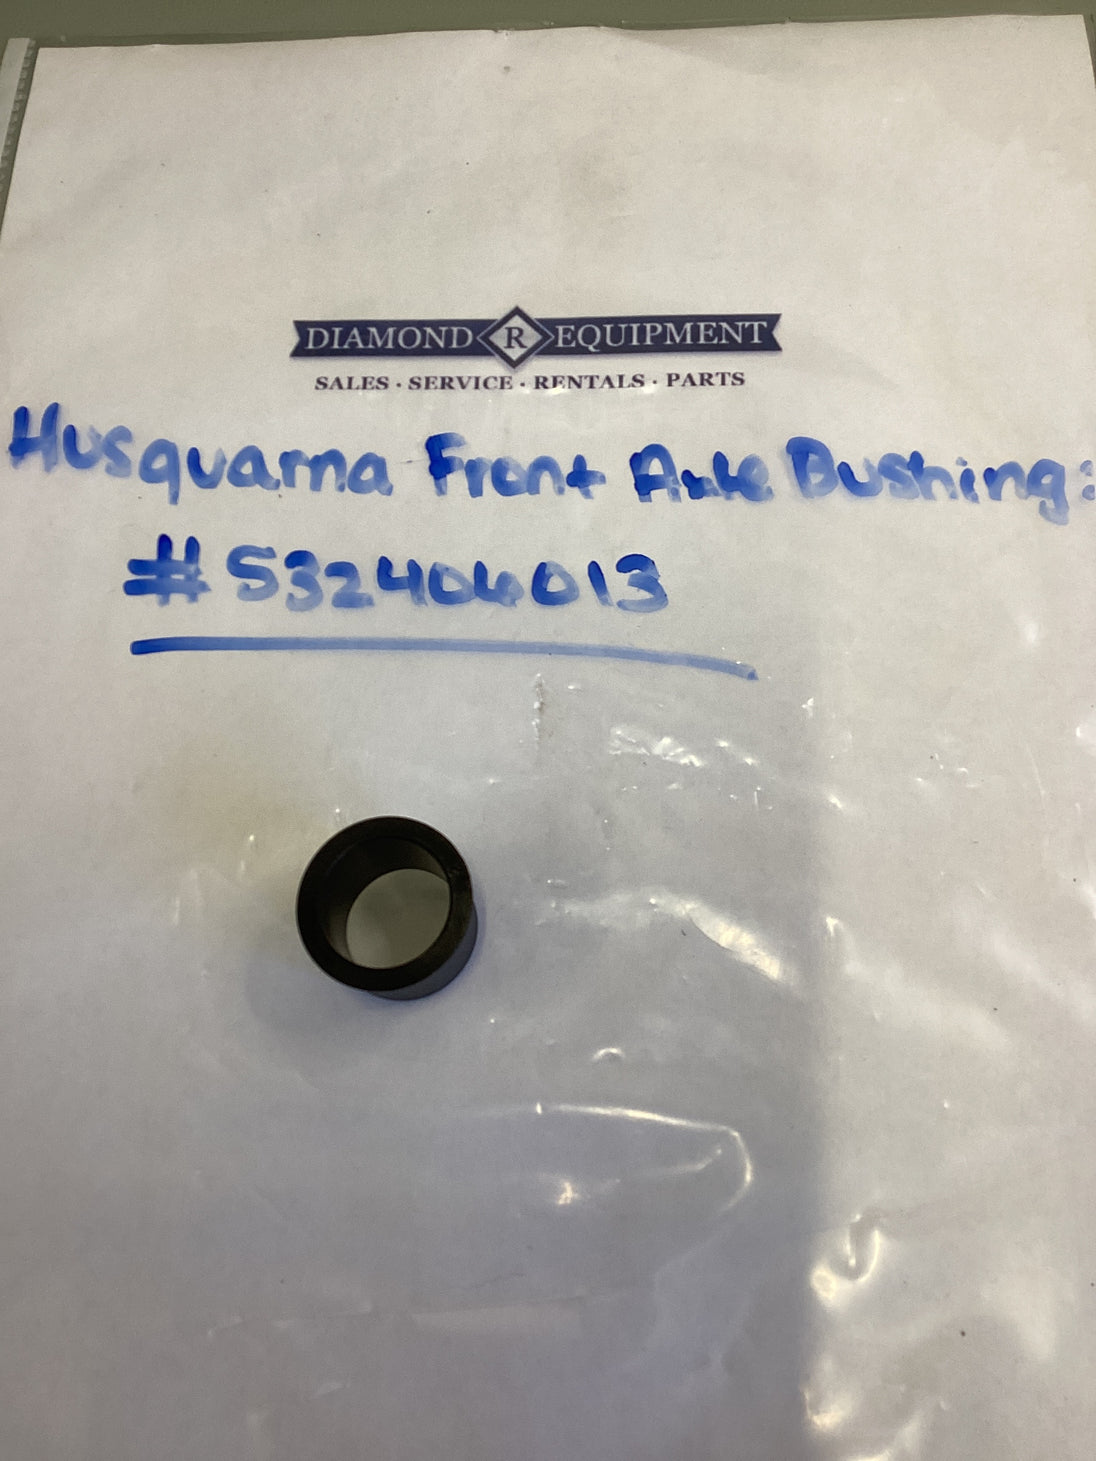 DIAMOND R EQUIPMENT
SALES · SERVICE · RENTALS · PARTS
Husquarna Front Axle Bushing:
# 532404013